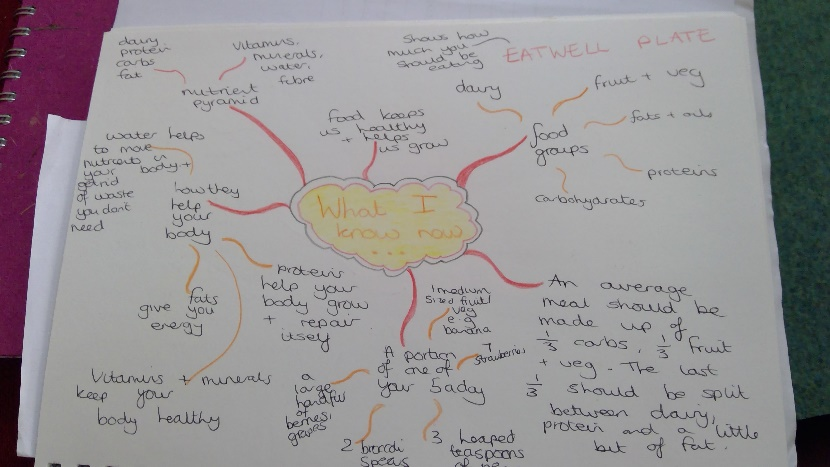 What I
know now
...
dairy
protein
carbs
fat
vitamins,
minerals,
water,
fibre
nutrient
pyramid
Food keeps
us healthy
+ helps
us grow
Shows how
much you
should be
eating
EATWELL PLATE
dairy
fruit + veg
fats + oils
proteins
carbohydrates
food
groups
water helps
to move
nutrients in
your body +
get rid
of waste
you dont
need
how they
help
your
body
proteins
help your
body grow
+ repair
itself
fats
give you
energy
Vitamins + minerals
keep your
body healthy
A portion
of one of
your 5 aday
1 medium
sized fruit/
veg
e.g
banana
7
strawberries
a
large
handful
of
berries,
grapes
2 
spears
3 heaped
teaspoons
An average
meal should be
made up of
1/3 carbs, 1/3 fruit
+ veg. The last
1/3 should be split
between dairy,
protein and a little
bit of fat.